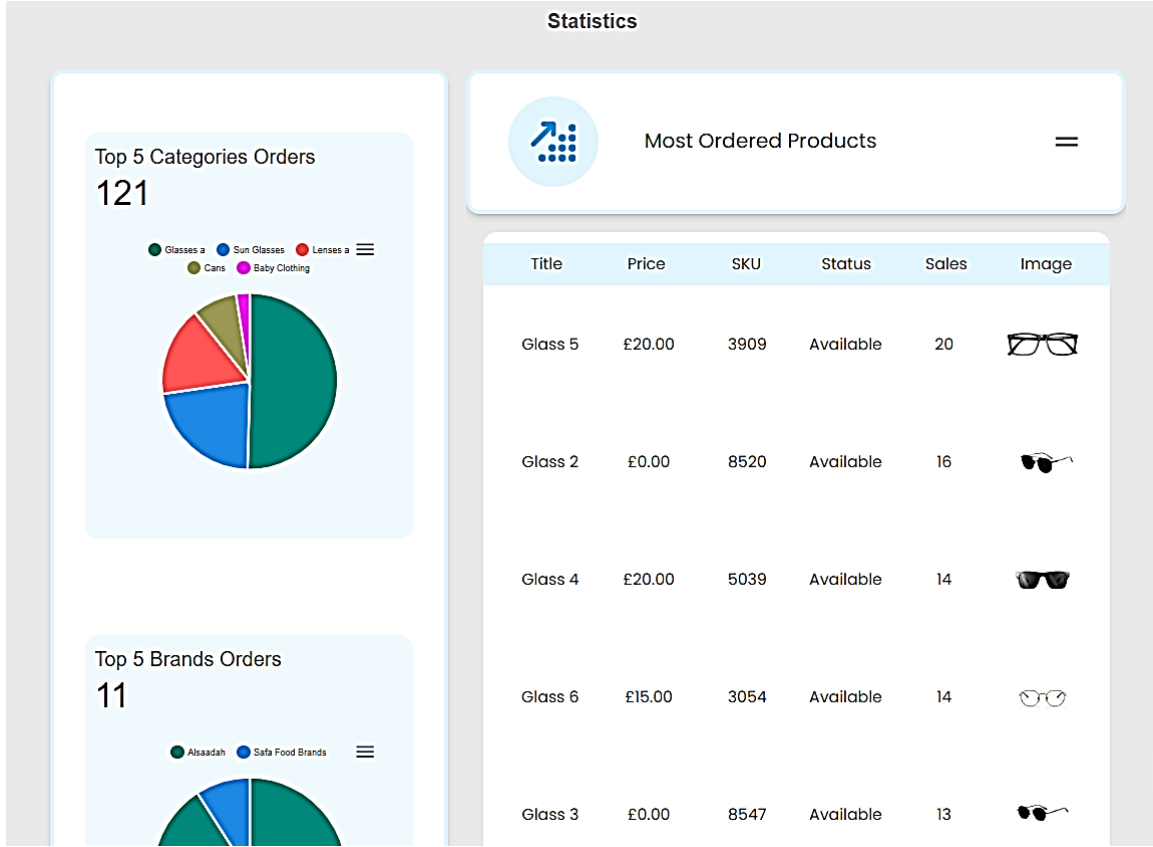 Statistics
Top 5 Categories Orders
121
Glasses a Sun Glasses Lenses a
Cans Baby Clothing
Top 5 Brands Orders
11
Alsaadah Safa Food Brands
Most Ordered Products
Title Price SKU Status Sales Image
Glass 5 £20.00 3909 Available 20
Glass 2 £0.00 8520 Available 16
Glass 4 £20.00 5039 Available 14
Glass 6 £15.00 3054 Available 14
Glass 3 £0.00 8547 Available 13